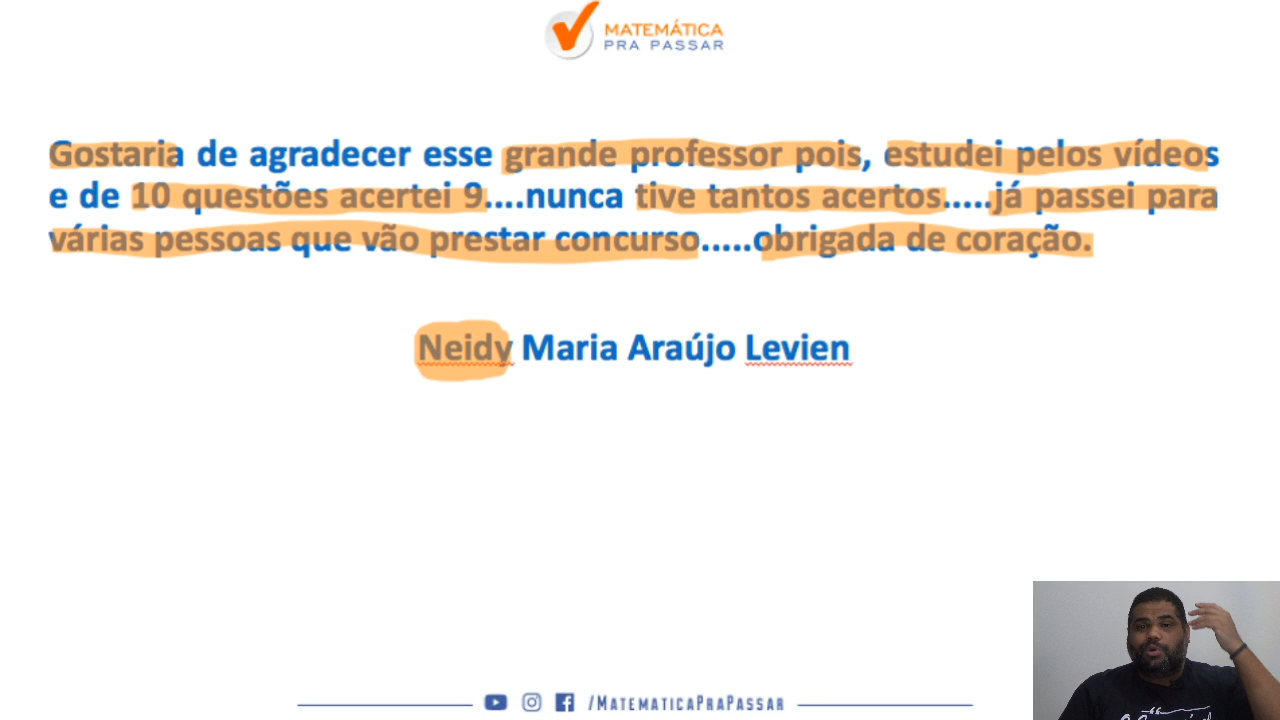 MATEMÁTICA
PRA PASSAR
Gostaria de agradecer esse grande professor pois, estudei pelos vídeos
e de 10 questões acertei 9....nunca tive tantos acertos.....já passei para
várias pessoas que vão prestar concurso.....obrigada de coração.
Neidy Maria Araújo Levien
/MATEMATICAPRAPASSAR